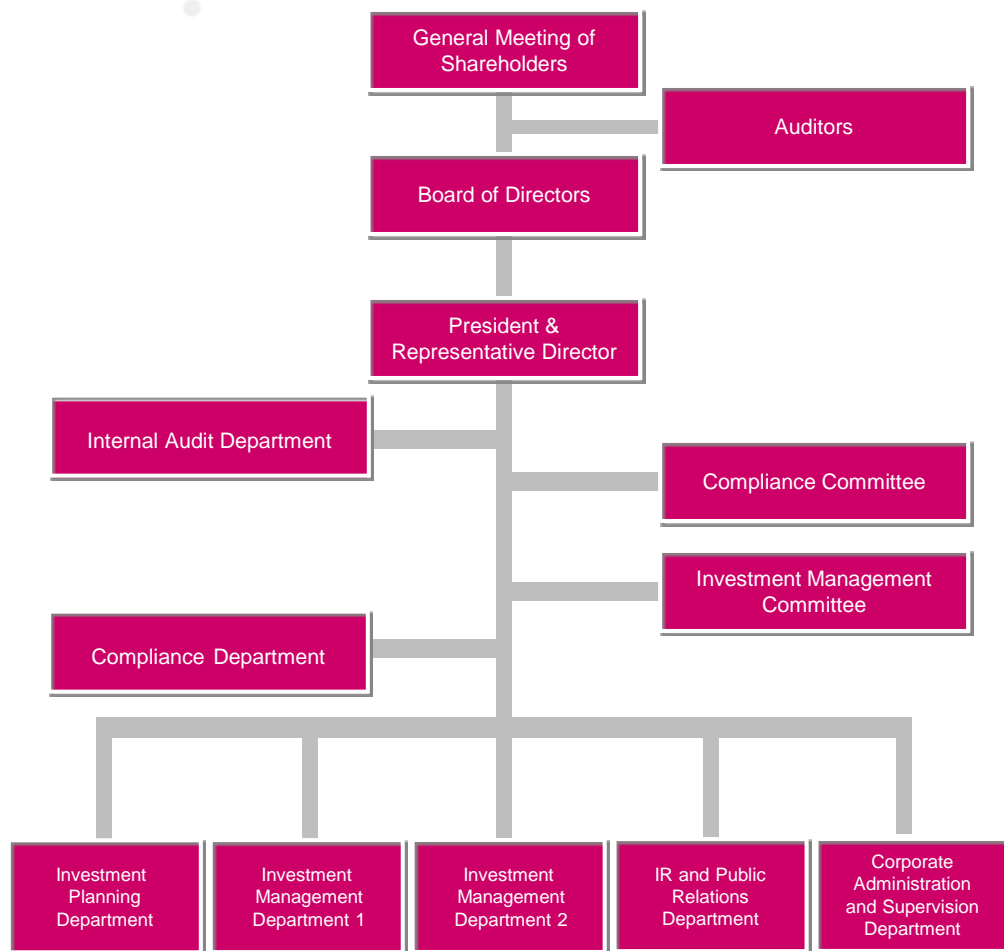 General Meeting of
Shareholders
Auditors
Board of Directors
President &
Representative Director
Internal Audit Department
Compliance Committee
Investment Management
Committee
Compliance Department
Investment
Planning
Department
Investment
Management
Department 1
Investment
Management
Department 2
IR and Public
Relations
Department
Corporate
Administration
and Supervision
Department